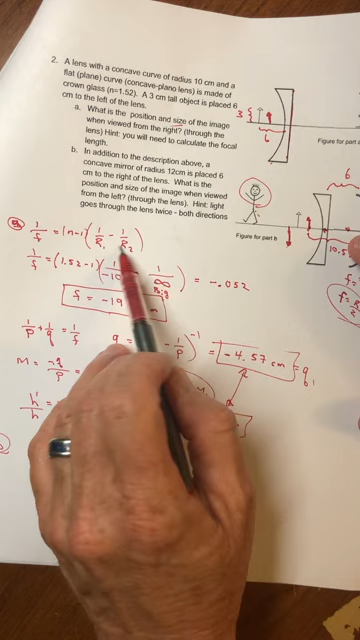 2. A lens with a concave curve of radius 10 cm and a
flat (plane) curve (concave-plano lens) is made of
crown glass (n=1.52). A 3 cm tall object is placed 6
cm to the left of the lens.
a. What is the position and size of the image
when viewed from the right? (through the
lens) Hint: you will need to calculate the focal
length.
b. In addition to the description above, a
concave mirror of radius 12cm is placed 6
cm to the right of the lens. What is the
position and size of the image when viewed
from the left? (through the lens). Hint: light
goes through the lens twice - both directions
3
6
Figure for part a
6
10.5
Figure for part b
1/f = (n-1)(1/R1 - 1/R2)
1/f = (1.52-1)(1/-10 - 1/∞) = -.052
Big
f = -19
1/p + 1/q = 1/f
q = - 1/p)^-1 = -4.57 cm = q
M = -q/p =
h'/h =